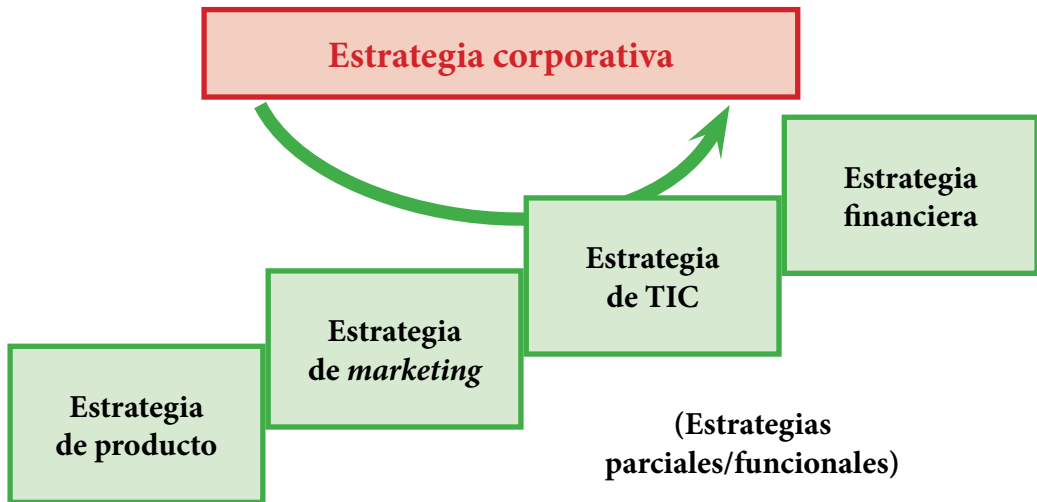 Estrategia corporativa
Estrategia
financiera
Estrategia
de TIC
Estrategia
de marketing
Estrategia
de producto
(Estrategias
parciales/funcionales)